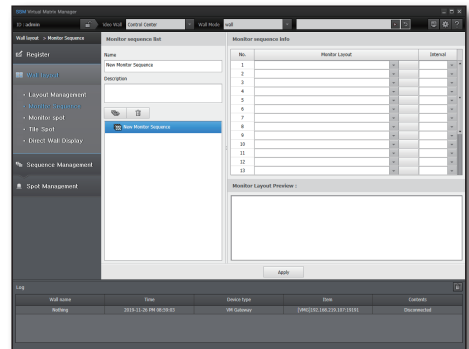 SSM Virtual Matrix Manager
ID : admin
Video Wall
Control Center
Wall Mode
wall
Wall layout > Monitor Sequence
Monitor sequence list
Monitor sequence info
Register
Name
New Monitor Sequence
No.
Monitor Layout
Interval
1
2
3
4
5
6
7
8
9
10
11
12
13
Wall Layout
Description
Layout Management
Monitor Sequence
Monitor spot
Tile Spot
Direct Wall Display
New Monitor Sequence
Sequence Management
Spot Management
Monitor Layout Preview :
Apply
Log
Wall name
Time
Device type
Item
Contents
Nothing
VM Gateway
Disconnected